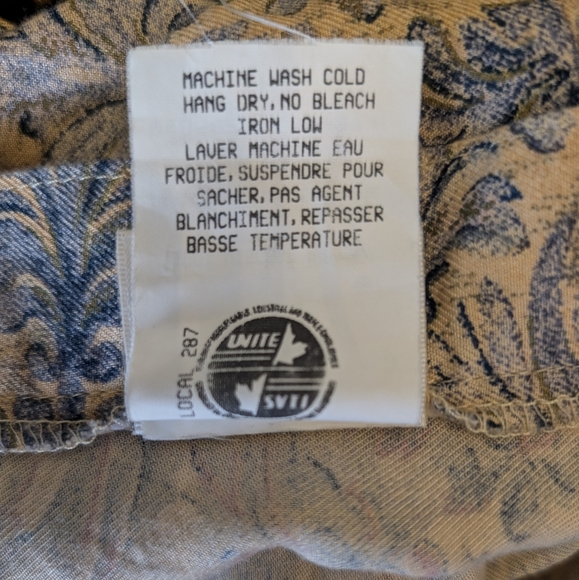 MACHINE WASH COLD
HANG DRY, NO BLEACH
IRON LOW
LAVER MACHINE EAU
FROIDE, SUSPENDRE POUR
SACHER, PAS AGENT
BLANCHIMENT, REPASSER
BASSE TEMPERATURE
LOCAL 287
UNITE
SVTI